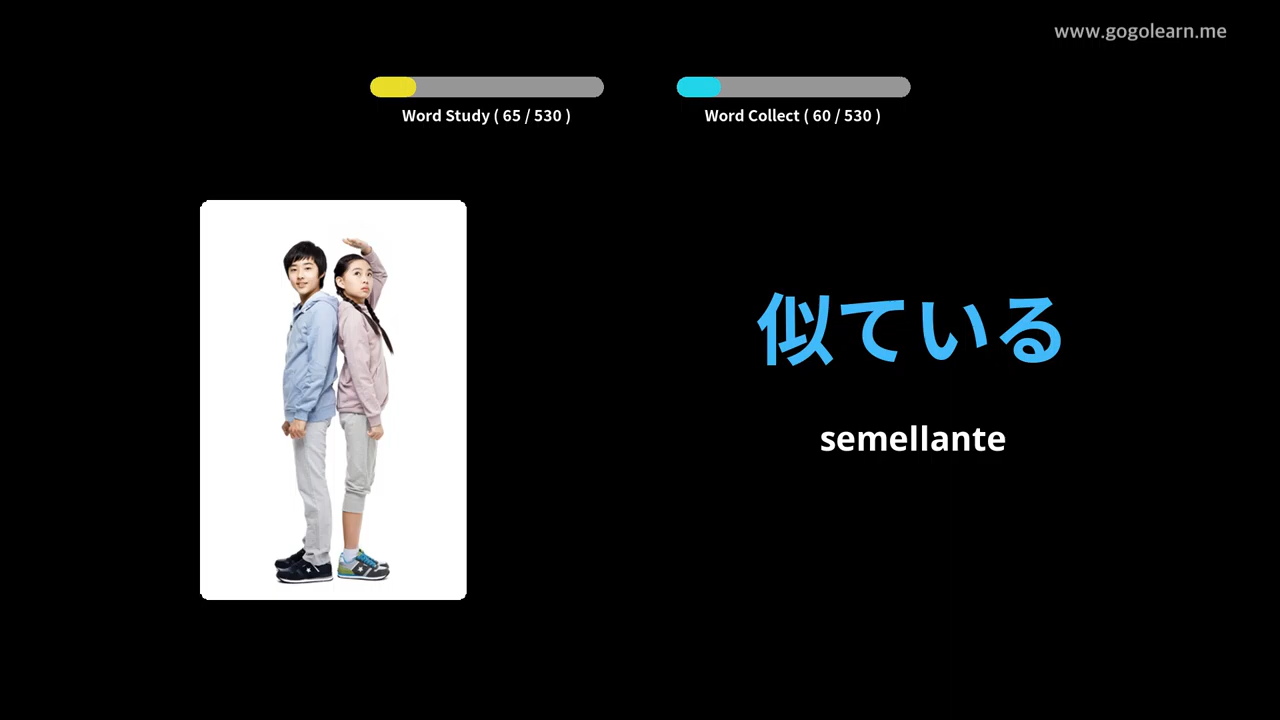 www.gogolearn.me
Word Study ( 65 / 530 )
Word Collect ( 60 / 530 )
似ている
semellante